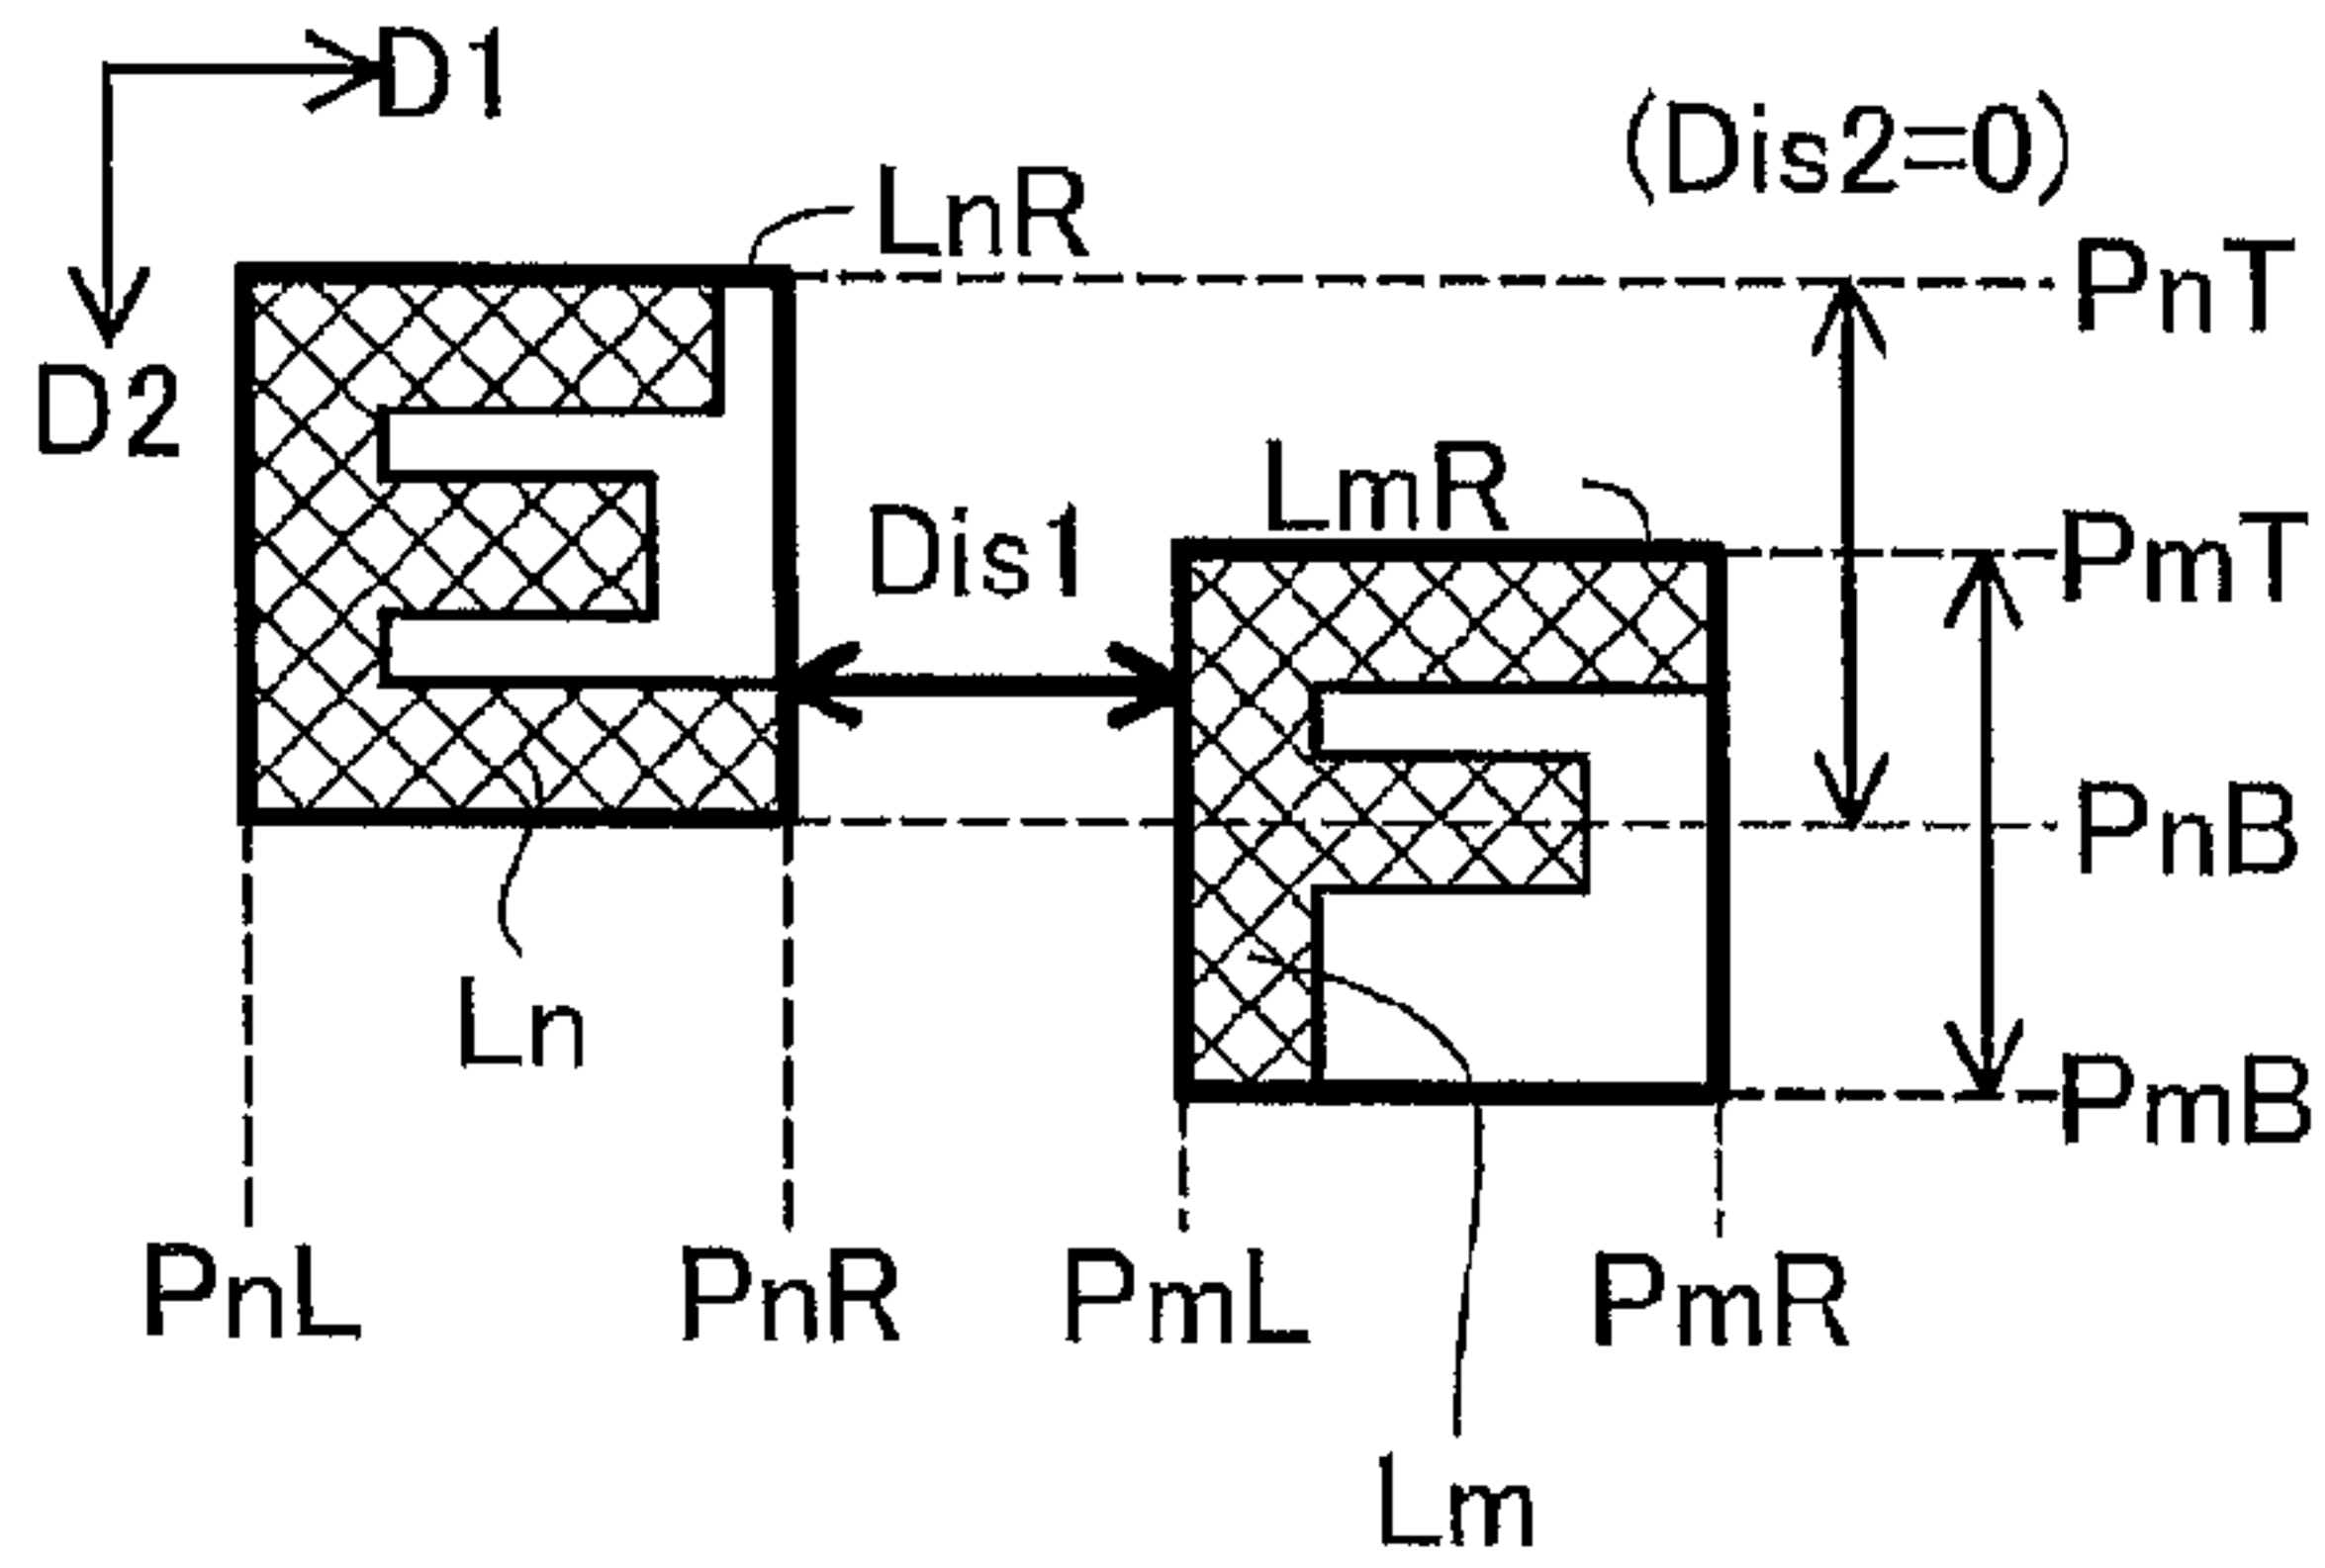 D1
(Dis2=0)
LnR
PnT
D2
LmR
Dis1
PmT
PnB
Ln
PmB
PnL PnR PmL PmR
Lm